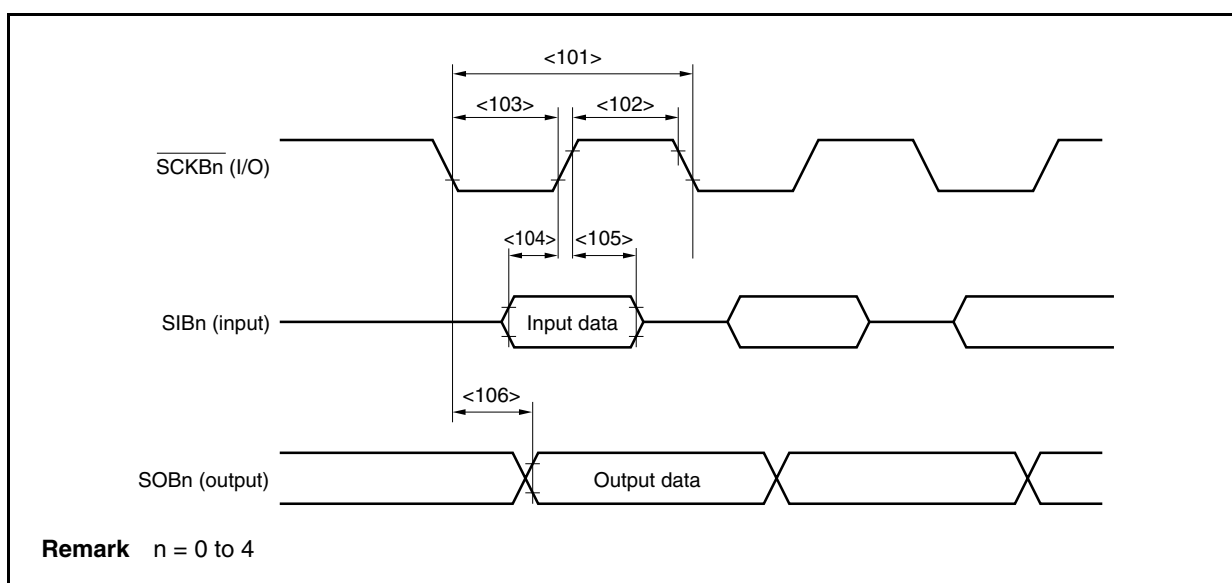 <101>
<103> <102>
SCKBn (I/O)
<104> <105>
SIBn (input) Input data
<106>
SOBn (output) Output data
Remark n = 0 to 4